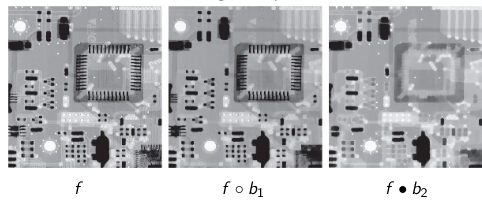 f
f ∘ b₁
f • b₂